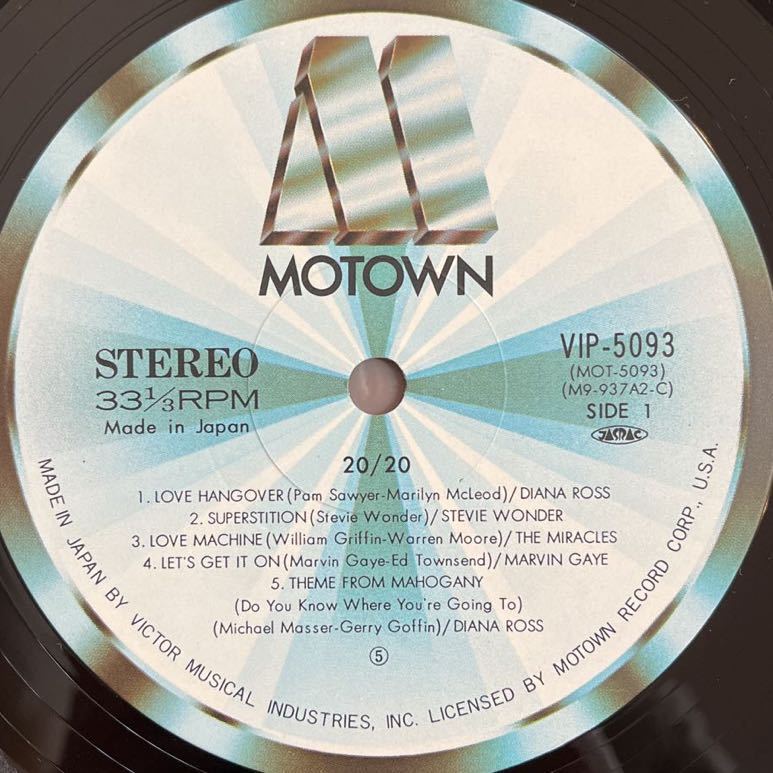 MOTOWN
STEREO
33⅓RPM
Made in Japan
VIP-5093
(MOT-5093)
(M9-937A2-C)
SIDE 1
JASRAC
20/20
1. LOVE HANGOVER(Pam Sawyer-Marilyn McLeod)/DIANA ROSS
2. SUPERSTITION(Stevie Wonder)/STEVIE WONDER
3. LOVE MACHINE(William Griffin-Warren Moore)/THE MIRACLES
4. LET'S GET IT ON(Marvin Gaye-Ed Townsend)/MARVIN GAYE
5. THEME FROM MAHOGANY
(Do You Know Where You're Going To)
(Michael Masser-Gerry Goffin)/DIANA ROSS
⑤
MADE IN JAPAN BY VICTOR MUSICAL INDUSTRIES, INC. LICENSED BY MOTOWN RECORD CORP., U.S.A.